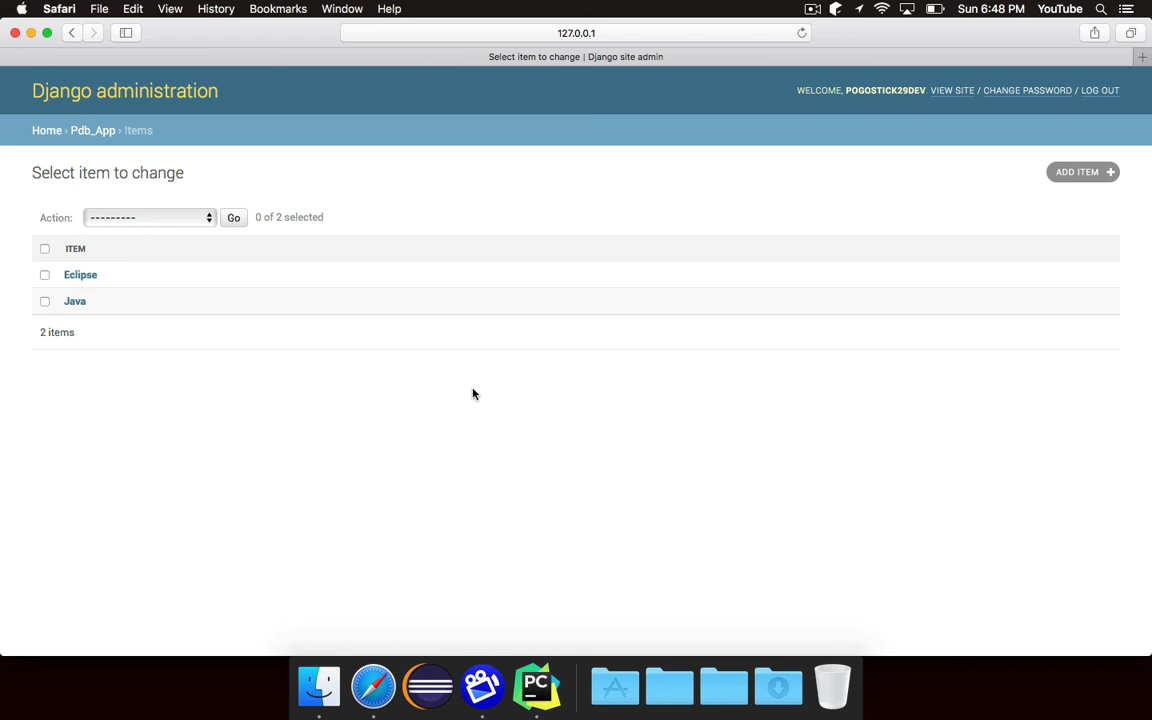 Safari File Edit View History Bookmarks Window Help Sun 6:48 PM YouTube
127.0.0.1
Select item to change | Django site admin
Django administration
WELCOME, POGOSTICK29DEV. VIEW SITE / CHANGE PASSWORD / LOG OUT
Home › Pdb_App › Items
Select item to change
ADD ITEM +
Action: --------- Go 0 of 2 selected
ITEM
Eclipse
Java
2 items
PC